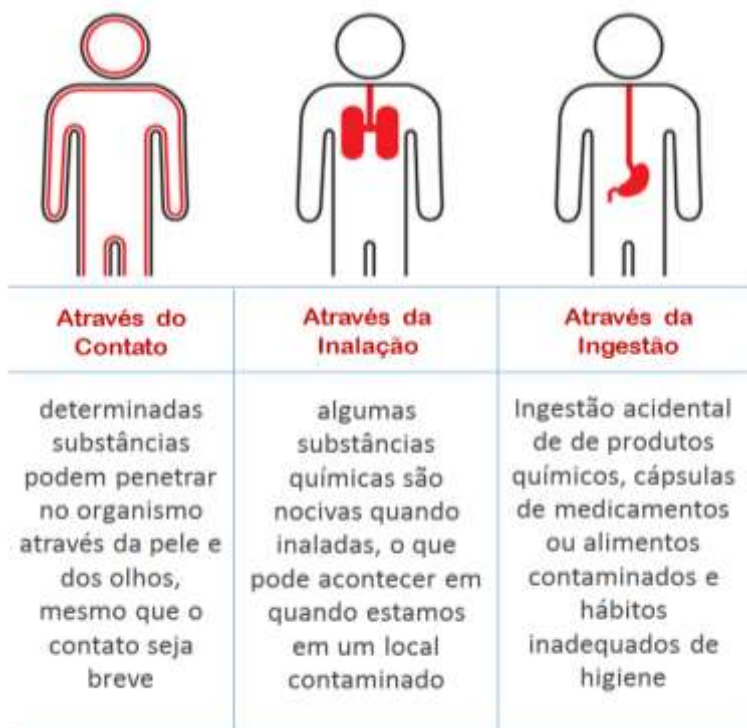 Através do
Contato
determinadas
substâncias
podem penetrar
no organismo
através da pele e
dos olhos,
mesmo que o
contato seja
breve
Através da
Inalação
algumas
substâncias
químicas são
nocivas quando
inaladas, o que
pode acontecer em
quando estamos
em um local
contaminado
Através da
Ingestão
Ingestão acidental
de de produtos
químicos, cápsulas
de medicamentos
ou alimentos
contaminados e
hábitos
inadequados de
higiene